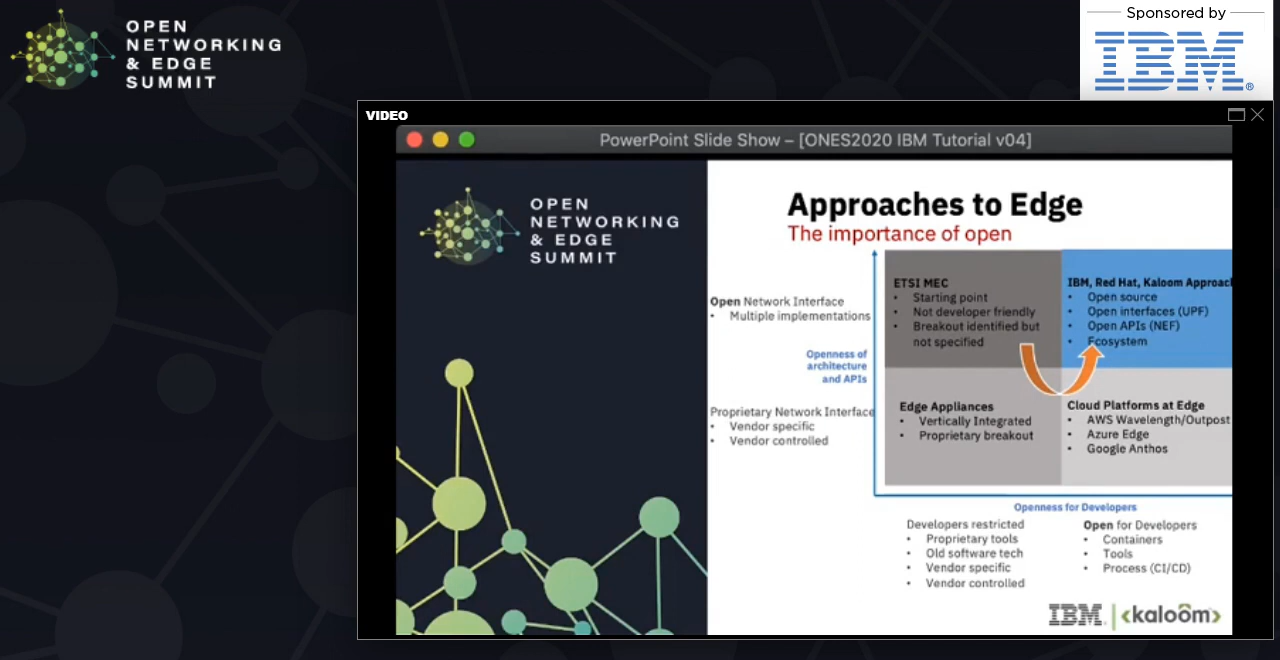 OPEN
NETWORKING
& EDGE
SUMMIT
Sponsored by
IBM®
VIDEO
PowerPoint Slide Show – [ONES2020 IBM Tutorial v04]
OPEN
NETWORKING
& EDGE
SUMMIT
Approaches to Edge
The importance of open
Open Network Interface
• Multiple implementations
Openness of
architecture
and APIs
Proprietary Network Interface
• Vendor specific
• Vendor controlled
ETSI MEC
• Starting point
• Not developer friendly
• Breakout identified but
not specified
IBM, Red Hat, Kaloom Approac
• Open source
• Open interfaces (UPF)
• Open APIs (NEF)
• Ecosystem
Edge Appliances
• Vertically Integrated
• Proprietary breakout
Cloud Platforms at Edge
• AWS Wavelength/Outpost
• Azure Edge
• Google Anthos
Openness for Developers
Developers restricted
• Proprietary tools
• Old software tech
• Vendor specific
• Vendor controlled
Open for Developers
• Containers
• Tools
• Process (CI/CD)
IBM. | <kaloom>